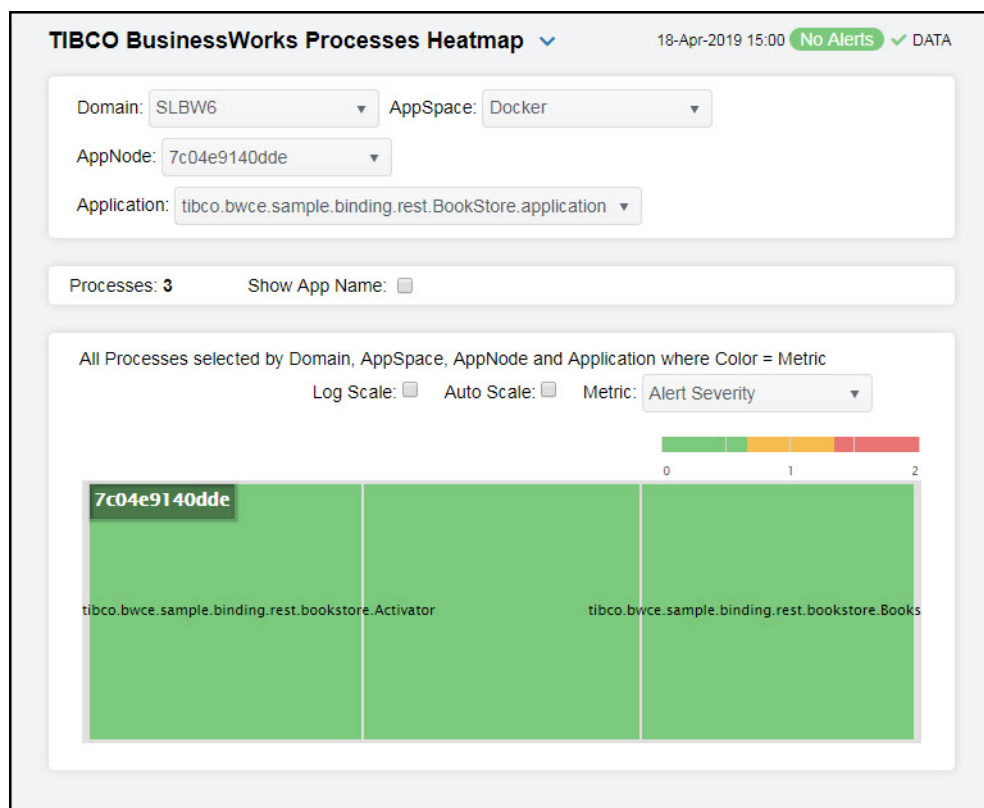 TIBCO BusinessWorks Processes Heatmap 18-Apr-2019 15:00 No Alerts DATA
Domain: SLBW6 AppSpace: Docker
AppNode: 7c04e9140dde
Application: tibco.bwce.sample.binding.rest.BookStore.application
Processes: 3 Show App Name:
All Processes selected by Domain, AppSpace, AppNode and Application where Color = Metric
Log Scale: Auto Scale: Metric: Alert Severity
0 1 2
7c04e9140dde
tibco.bwce.sample.binding.rest.bookstore.Activator tibco.bwce.sample.binding.rest.bookstore.Books